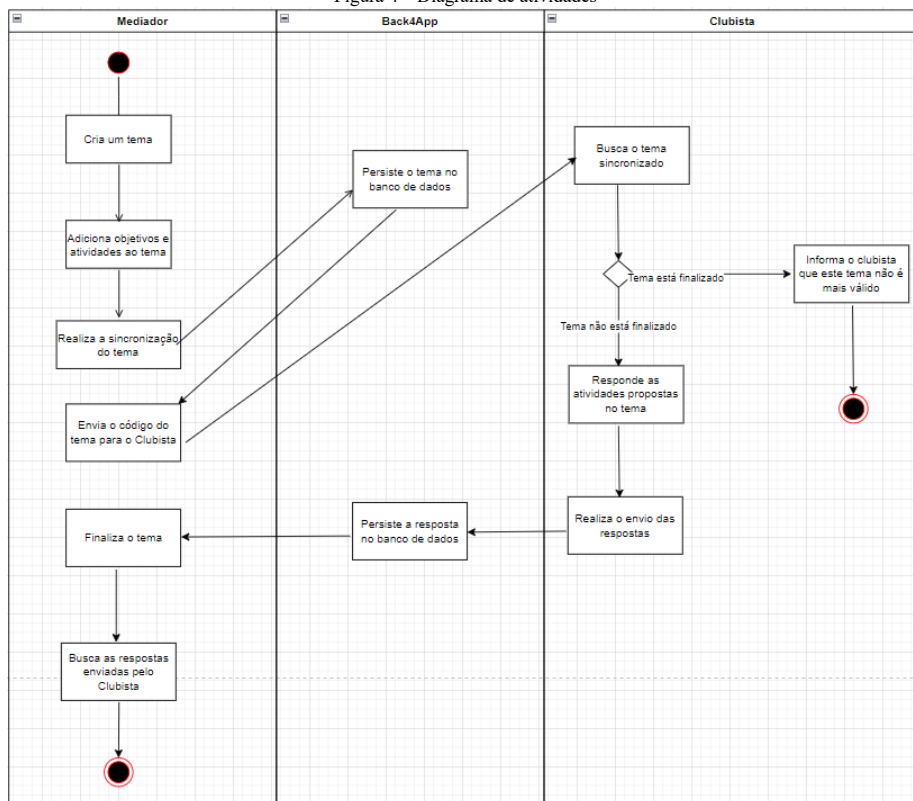 Figura 4 – Diagrama de atividades
Mediador
Back4App
Clubista
Cria um tema
Adiciona objetivos e
atividades ao tema
Realiza a sincronização
do tema
Envia o código do
tema para o Clubista
Finaliza o tema
Busca as respostas
enviadas pelo
Clubista
Persiste o tema no
banco de dados
Persiste a resposta
no banco de dados
Busca o tema
sincronizado
Tema está finalizado
Informa o clubista
que este tema não é
mais válido
Tema não está finalizado
Responde as
atividades propostas
no tema
Realiza o envio das
respostas